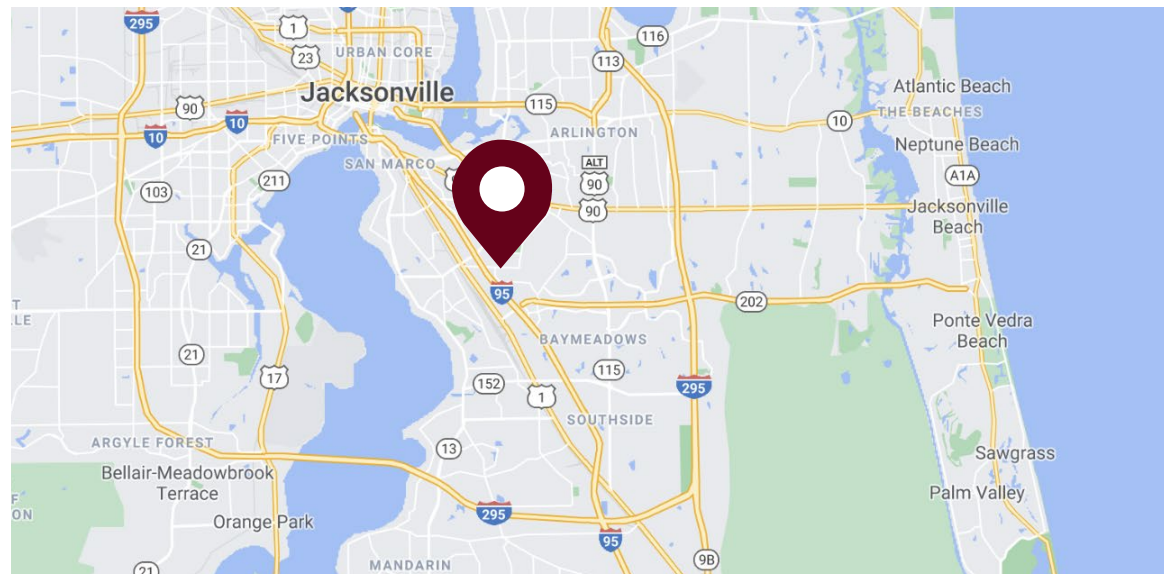 295
1
116
URBAN CORE
23
113
Jacksonville
Atlantic Beach
90
115
THE BEACHES
10
10
10
FIVE POINTS
ARLINGTON
Neptune Beach
SAN MARCO
ALT
90
A1A
211
103
90
Jacksonville
Beach
21
95
202
T
LLE
Ponte Vedra
Beach
BAYMEADOWS
21
17
152
115
295
1
SOUTHSIDE
ARGYLE FOREST
13
Sawgrass
Bellair-Meadowbrook
Terrace
Palm Valley
F
ON
Orange Park
295
95
9B
MANDARIN
21